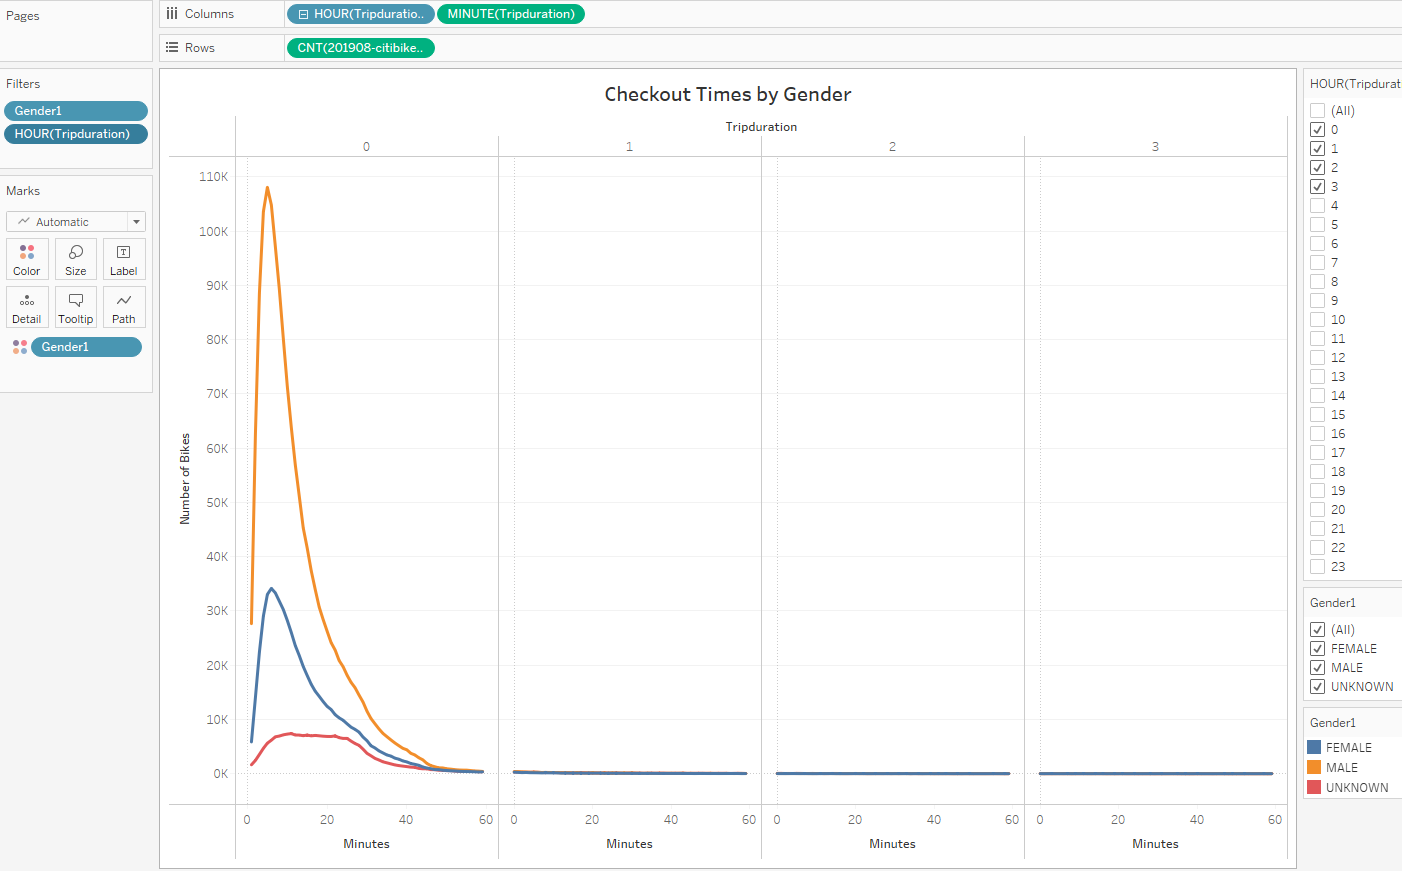 Pages
Columns
HOUR(Tripduratio..
MINUTE(Tripduration)
Rows
CNT(201908-citibike..
Filters
Gender1
HOUR(Tripduration)
Marks
Automatic
Color
Size
Label
Detail
Tooltip
Path
Gender1
Checkout Times by Gender
Tripduration
0 1 2 3
Number of Bikes
110K
100K
90K
80K
70K
60K
50K
40K
30K
20K
10K
0K
0 20 40 60 0 20 40 60 0 20 40 60 0 20 40 60
Minutes Minutes Minutes Minutes
HOUR(Tripdurat
(All)
0
1
2
3
4
5
6
7
8
9
10
11
12
13
14
15
16
17
18
19
20
21
22
23
Gender1
(All)
FEMALE
MALE
UNKNOWN
Gender1
FEMALE
MALE
UNKNOWN